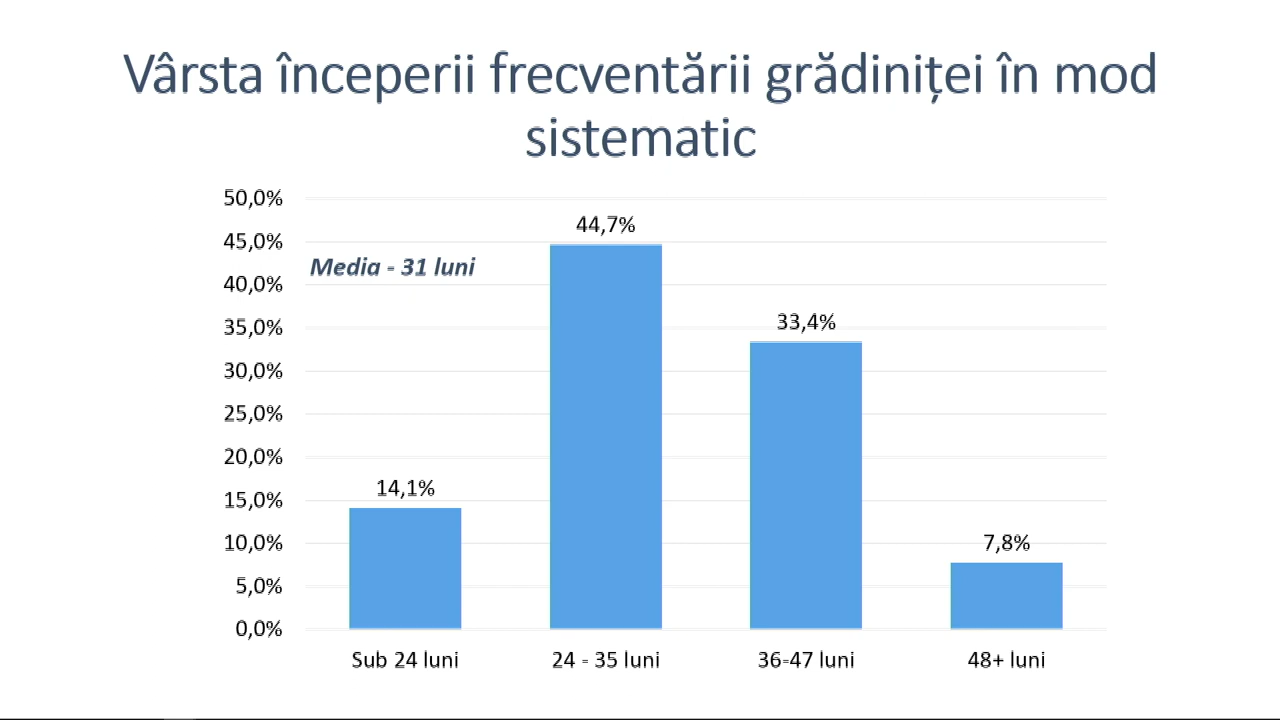 Vârsta începerii frecventării grădiniței în mod
sistematic
50,0%
45,0%
40,0%
35,0%
30,0%
25,0%
20,0%
15,0%
10,0%
5,0%
0,0%
Media - 31 luni
14,1%
44,7%
33,4%
7,8%
Sub 24 luni
24 - 35 luni
36-47 luni
48+ luni